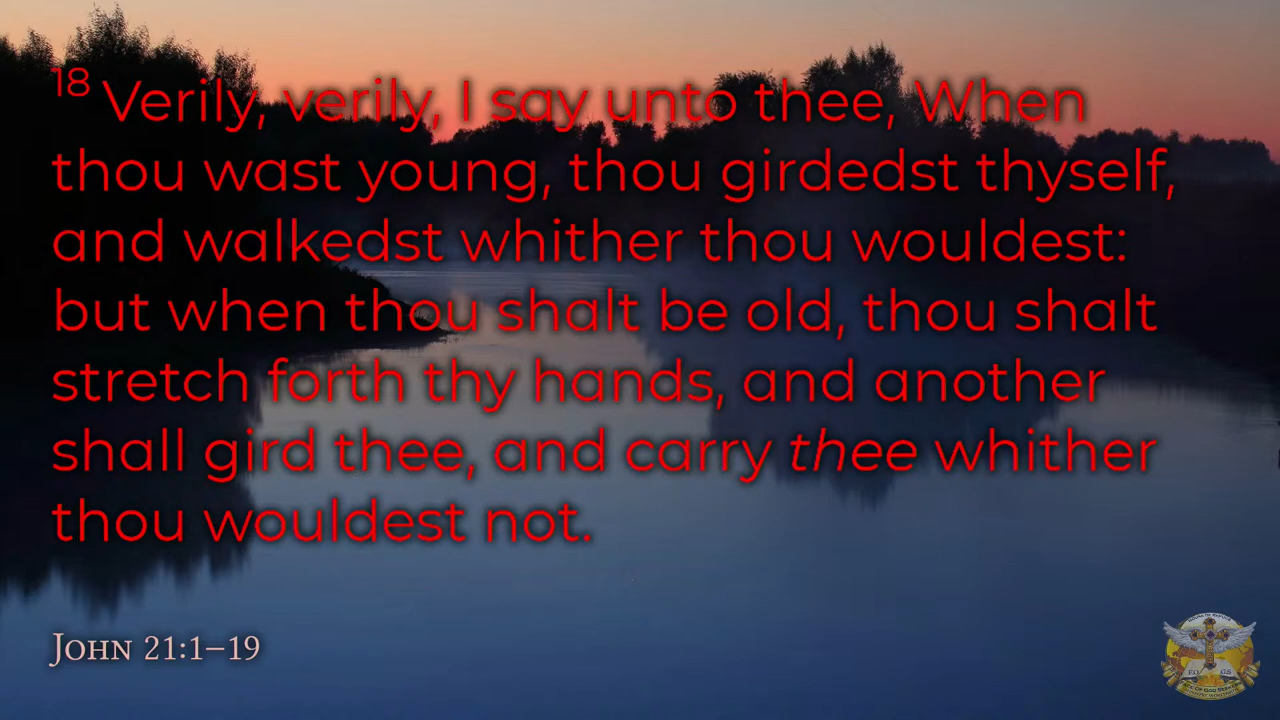 18 Verily, verily, I say unto thee, When
thou wast young, thou girdedst thyself,
and walkedst whither thou wouldest:
but when thou shalt be old, thou shalt
stretch forth thy hands, and another
shall gird thee, and carry thee whither
thou wouldest not.
John 21:1–19